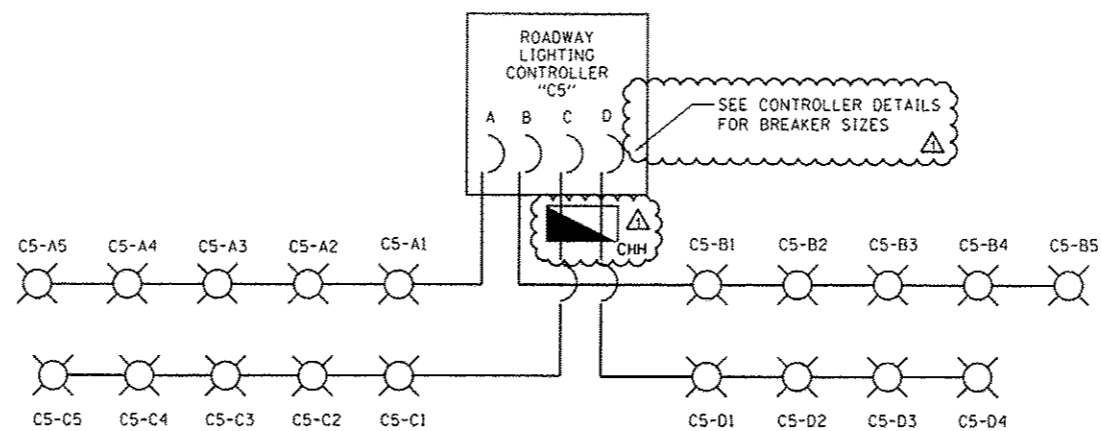 ROADWAY
LIGHTING
CONTROLLER
"C5"
A B C D
SEE CONTROLLER DETAILS
FOR BREAKER SIZES
1
1
CHH
C5-A5 C5-A4 C5-A3 C5-A2 C5-A1
C5-B1 C5-B2 C5-B3 C5-B4 C5-B5
C5-C5 C5-C4 C5-C3 C5-C2 C5-C1
C5-D1 C5-D2 C5-D3 C5-D4